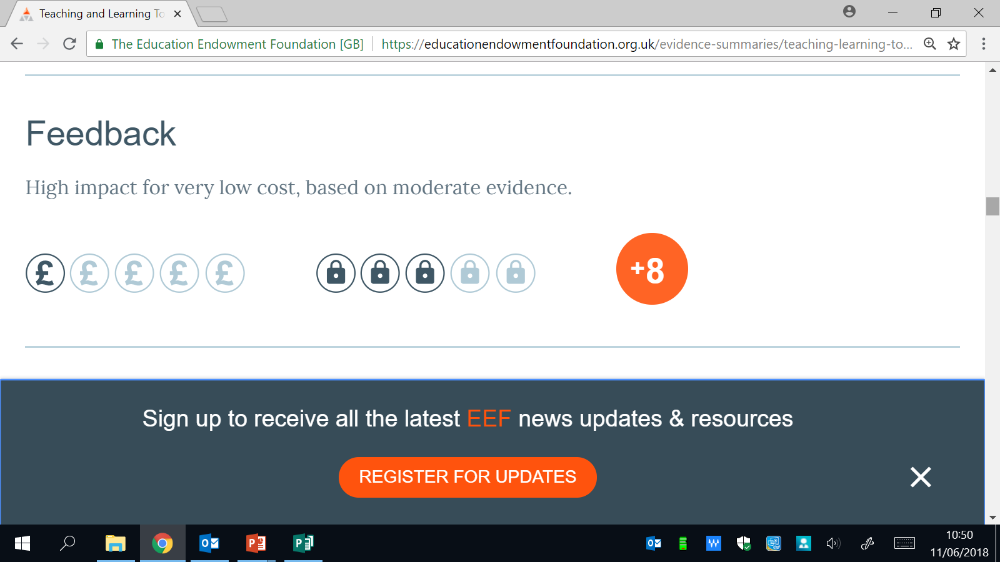 Teaching and Learning To
The Education Endowment Foundation [GB]
https://educationendowmentfoundation.org.uk/evidence-summaries/teaching-learning-to...
Feedback
High impact for very low cost, based on moderate evidence.
£ £ £ £ £
+8
Sign up to receive all the latest EEF news updates & resources
REGISTER FOR UPDATES
10:50
11/06/2018